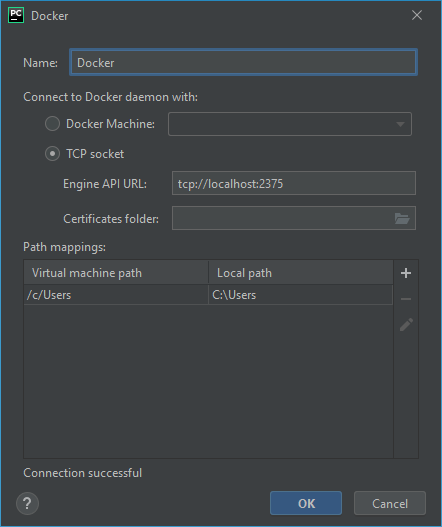 PC Docker
Name: Docker
Connect to Docker daemon with:
Docker Machine:
TCP socket
Engine API URL: tcp://localhost:2375
Certificates folder:
Path mappings:
Virtual machine path Local path
/c/Users C:\Users
Connection successful
? OK Cancel